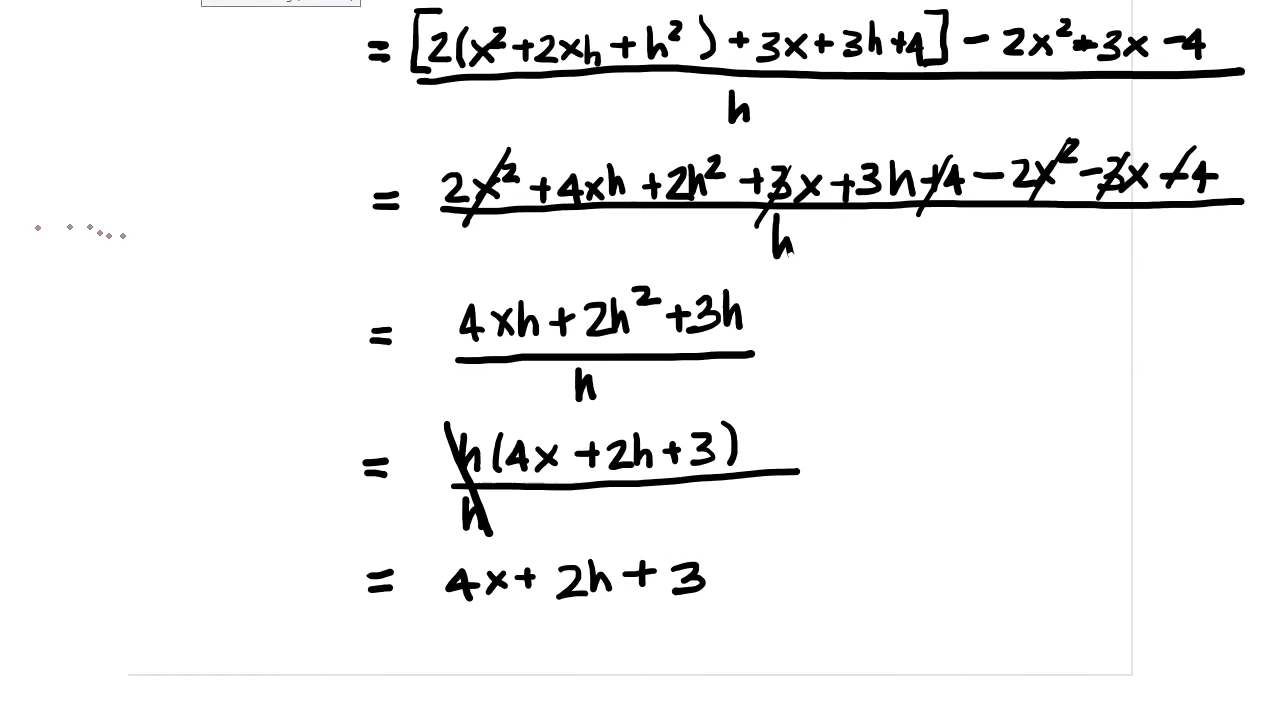 = [2(x²+2xh+h²)+3x+3h+4] - 2x²-3x-4
h
= 2x²+4xh+2h²+3x+3h+4-2x²-3x-4
h
= 4xh+2h²+3h
h
= h(4x+2h+3)
h
= 4x+2h+3